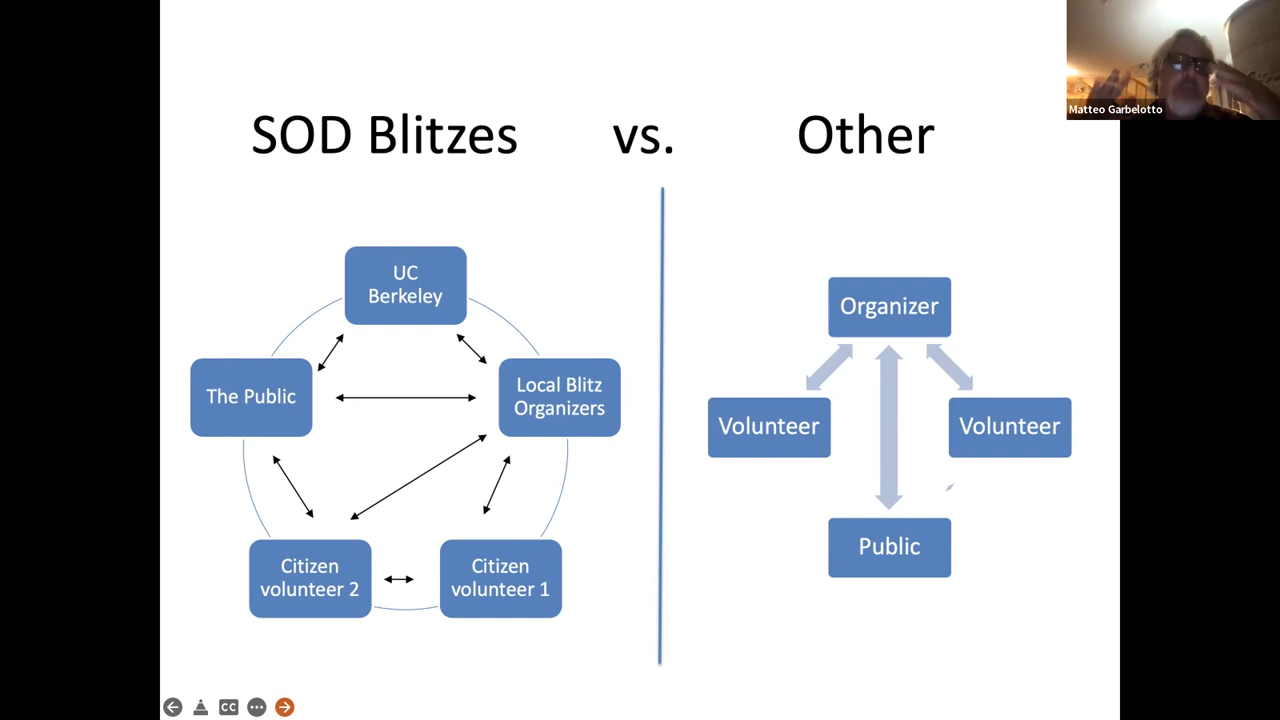 Matteo Garbelotto
SOD Blitzes vs. Other
UC
Berkeley
The Public
Local Blitz
Organizers
Citizen
volunteer 2
Citizen
volunteer 1
Organizer
Volunteer
Volunteer
Public
CC